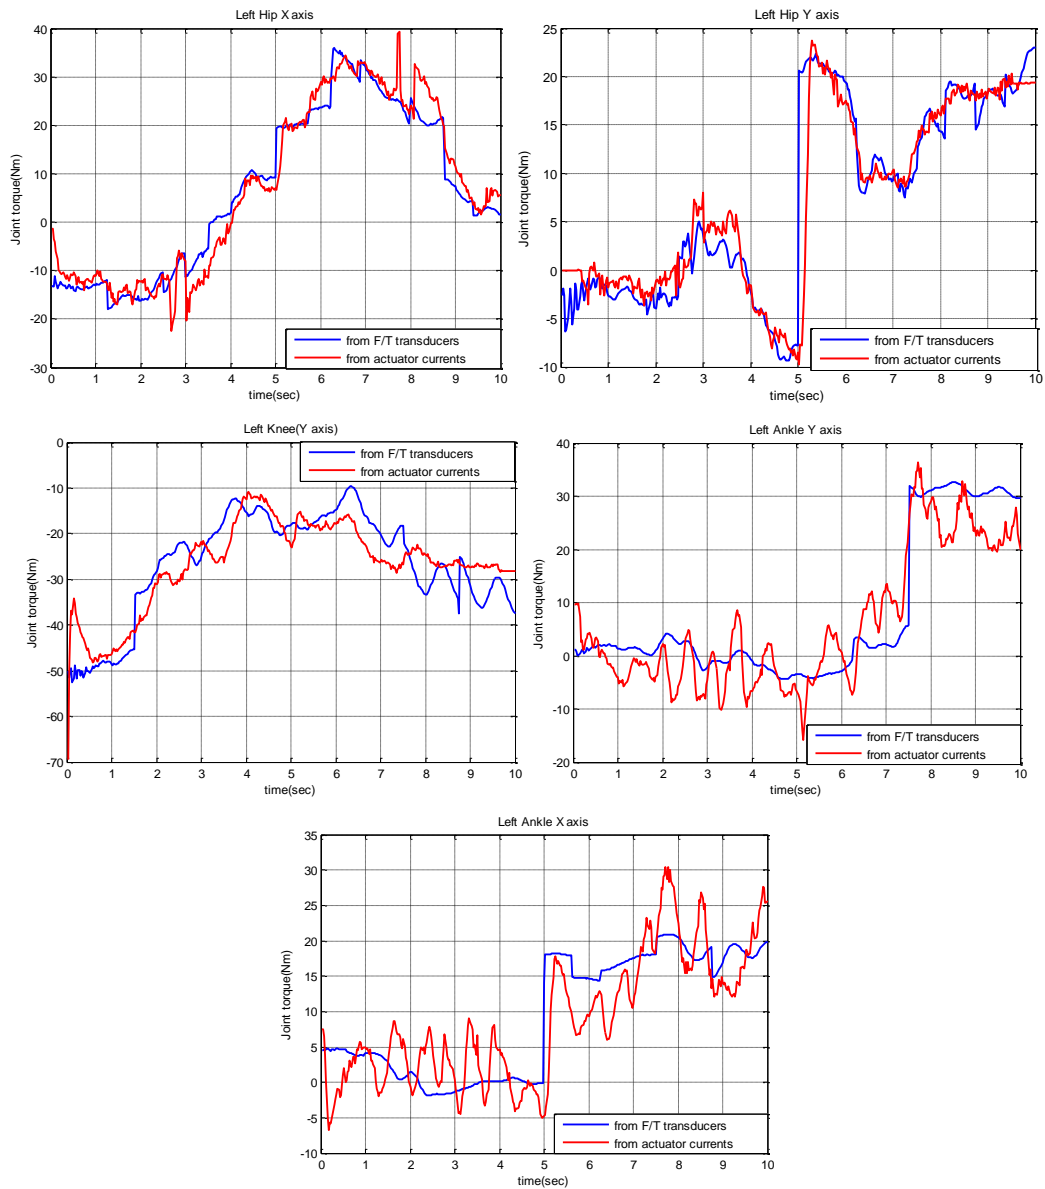 Left Hip X axis
Joint torque(Nm)
40
30
20
10
0
-10
-20
-30
0 1 2 3 4 5 6 7 8 9 10
time(sec)
from F/T transducers
from actuator currents
Left Hip Y axis
Joint torque(Nm)
25
20
15
10
5
0
-5
-10
0 1 2 3 4 5 6 7 8 9 10
time(sec)
from F/T transducers
from actuator currents
Left Knee(Y axis)
Joint torque(Nm)
0
-10
-20
-30
-40
-50
-60
-70
0 1 2 3 4 5 6 7 8 9 10
time(sec)
from F/T transducers
from actuator currents
Left Ankle Y axis
Joint torque(Nm)
40
30
20
10
0
-10
-20
0 1 2 3 4 5 6 7 8 9 10
time(sec)
from F/T transducers
from actuator currents
Left Ankle X axis
Joint torque(Nm)
35
30
25
20
15
10
5
0
-5
-10
0 1 2 3 4 5 6 7 8 9 10
time(sec)
from F/T transducers
from actuator currents